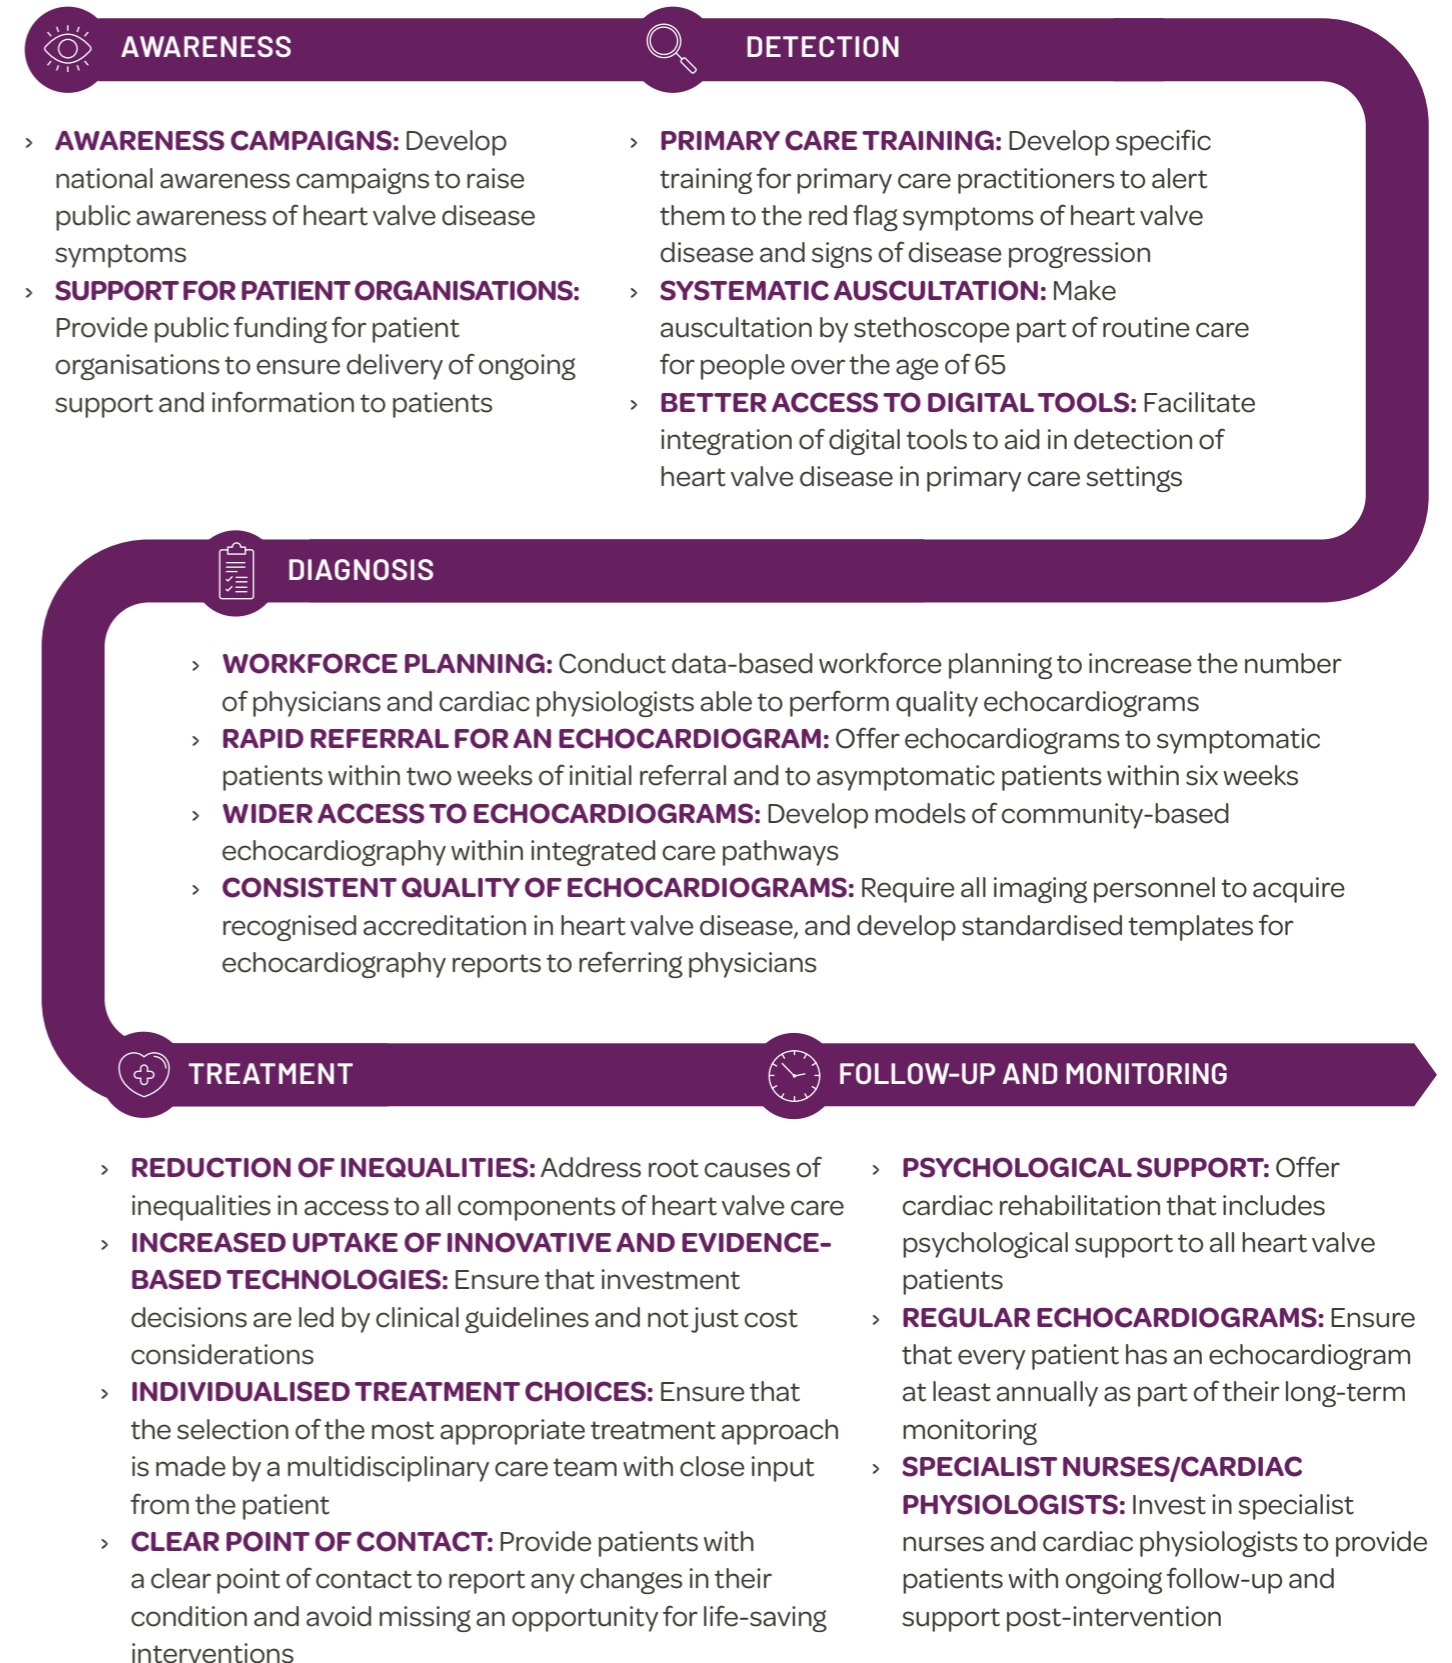 AWARENESS
› AWARENESS CAMPAIGNS: Develop
national awareness campaigns to raise
public awareness of heart valve disease
symptoms
› SUPPORT FOR PATIENT ORGANISATIONS:
Provide public funding for patient
organisations to ensure delivery of ongoing
support and information to patients
DETECTION
› PRIMARY CARE TRAINING: Develop specific
training for primary care practitioners to alert
them to the red flag symptoms of heart valve
disease and signs of disease progression
› SYSTEMATIC AUSCULTATION: Make
auscultation by stethoscope part of routine care
for people over the age of 65
› BETTER ACCESS TO DIGITAL TOOLS: Facilitate
integration of digital tools to aid in detection of
heart valve disease in primary care settings
DIAGNOSIS
› WORKFORCE PLANNING: Conduct data-based workforce planning to increase the number
of physicians and cardiac physiologists able to perform quality echocardiograms
› RAPID REFERRAL FOR AN ECHOCARDIOGRAM: Offer echocardiograms to symptomatic
patients within two weeks of initial referral and to asymptomatic patients within six weeks
› WIDER ACCESS TO ECHOCARDIOGRAMS: Develop models of community-based
echocardiography within integrated care pathways
› CONSISTENT QUALITY OF ECHOCARDIOGRAMS: Require all imaging personnel to acquire
recognised accreditation in heart valve disease, and develop standardised templates for
echocardiography reports to referring physicians
TREATMENT
› REDUCTION OF INEQUALITIES: Address root causes of
inequalities in access to all components of heart valve care
› INCREASED UPTAKE OF INNOVATIVE AND EVIDENCE-
BASED TECHNOLOGIES: Ensure that investment
decisions are led by clinical guidelines and not just cost
considerations
› INDIVIDUALISED TREATMENT CHOICES: Ensure that
the selection of the most appropriate treatment approach
is made by a multidisciplinary care team with close input
from the patient
› CLEAR POINT OF CONTACT: Provide patients with
a clear point of contact to report any changes in their
condition and avoid missing an opportunity for life-saving
interventions
FOLLOW-UP AND MONITORING
› PSYCHOLOGICAL SUPPORT: Offer
cardiac rehabilitation that includes
psychological support to all heart valve
patients
› REGULAR ECHOCARDIOGRAMS: Ensure
that every patient has an echocardiogram
at least annually as part of their long-term
monitoring
› SPECIALIST NURSES/CARDIAC
PHYSIOLOGISTS: Invest in specialist
nurses and cardiac physiologists to provide
patients with ongoing follow-up and
support post-intervention